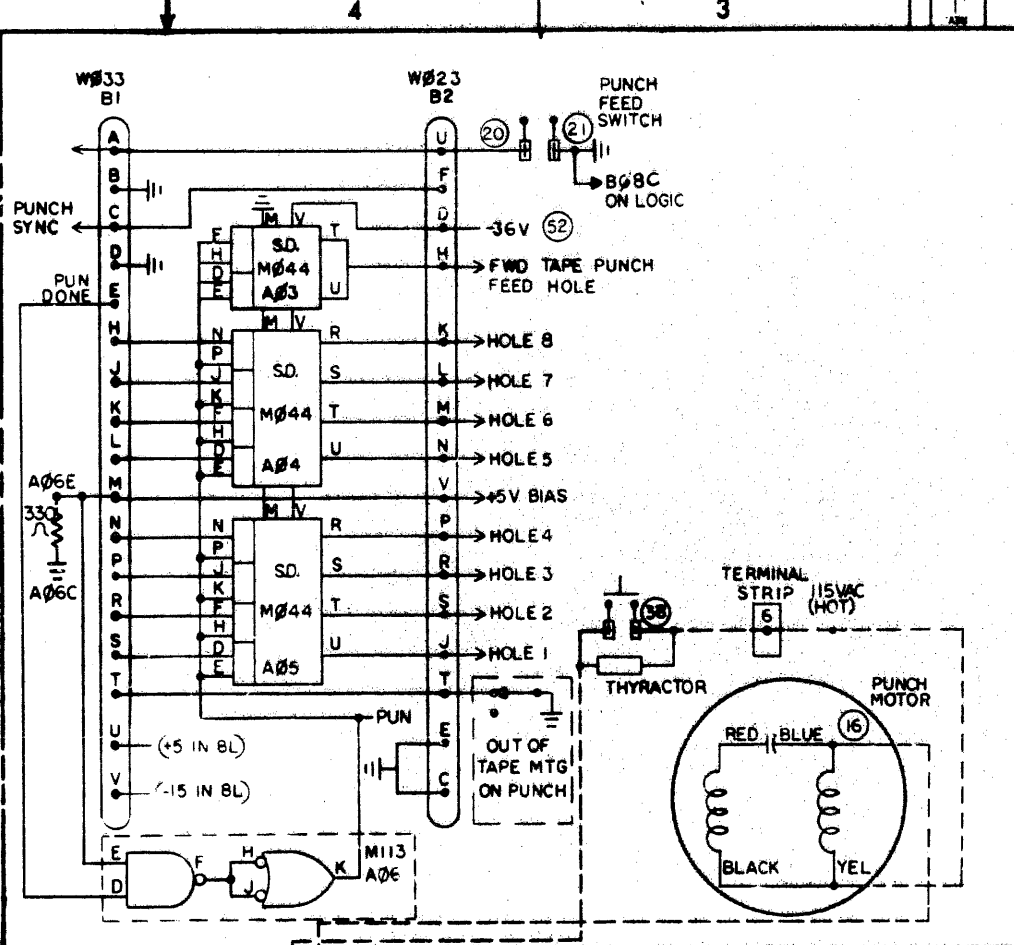 4 3
WØ33
B1
WØ23
B2
PUNCH
FEED
SWITCH
A
U
20
21
B
F
BØ8C
ON LOGIC
PUNCH
SYNC
C
D
-36V
52
M V
F
H
D
E
S.D.
MØ44
AØ3
T
U
D
H
FWD TAPE PUNCH
FEED HOLE
PUN
DONE
E
M V
H
N
P
R
K
HOLE 8
J
J
S.D.
S
L
HOLE 7
K
K
F
MØ44
T
M
HOLE 6
L
H
D
E
AØ4
U
N
HOLE 5
AØ6E
M
V
+5V BIAS
330
M V
N
N
P
R
P
HOLE 4
P
J
S.D.
S
R
HOLE 3
AØ6C
R
K
F
MØ44
T
S
HOLE 2
S
H
D
E
AØ5
U
J
HOLE 1
TERMINAL
STRIP
6
115VAC
(HOT)
38
THYRACTOR
T
T
PUN
U
(+5 IN BL)
E
OUT OF
TAPE MTG
ON PUNCH
V
(-15 IN BL)
C
PUNCH
MOTOR
RED
BLUE
16
BLACK
YEL
E
D
F
H
J
K
M113
AØ6